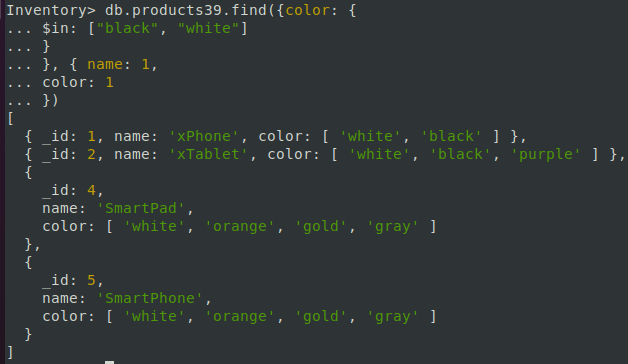 Inventory> db.products39.find({color: {
... $in: ["black", "white"]
... }
... }, { name: 1,
... color: 1
... })
[
  { _id: 1, name: 'xPhone', color: [ 'white', 'black' ] },
  { _id: 2, name: 'xTablet', color: [ 'white', 'black', 'purple' ] },
  {
    _id: 4,
    name: 'SmartPad',
    color: [ 'white', 'orange', 'gold', 'gray' ]
  },
  {
    _id: 5,
    name: 'SmartPhone',
    color: [ 'white', 'orange', 'gold', 'gray' ]
  }
]